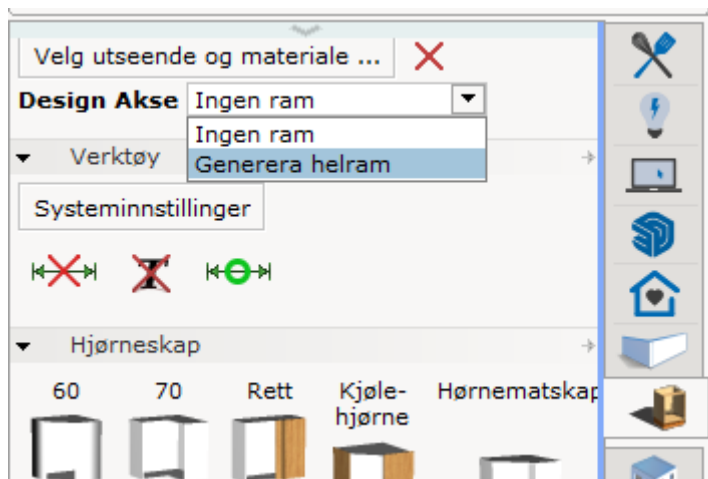 Velg utseende og materiale ...
Design Akse Ingen ram
Ingen ram
Generera helram
Verktøy
Systeminnstillinger
Hjørneskap
60 70 Rett Kjøle-
hjørne Hørnematskap